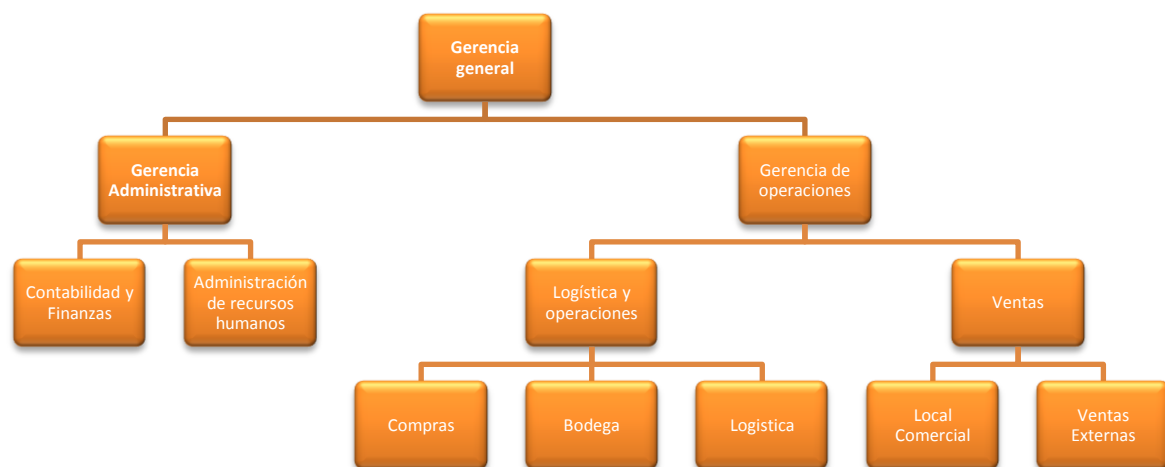 Gerencia
general
Gerencia
Administrativa
Gerencia de
operaciones
Contabilidad y
Finanzas
Administración
de recursos
humanos
Logística y
operaciones
Ventas
Compras
Bodega
Logistica
Local
Comercial
Ventas
Externas